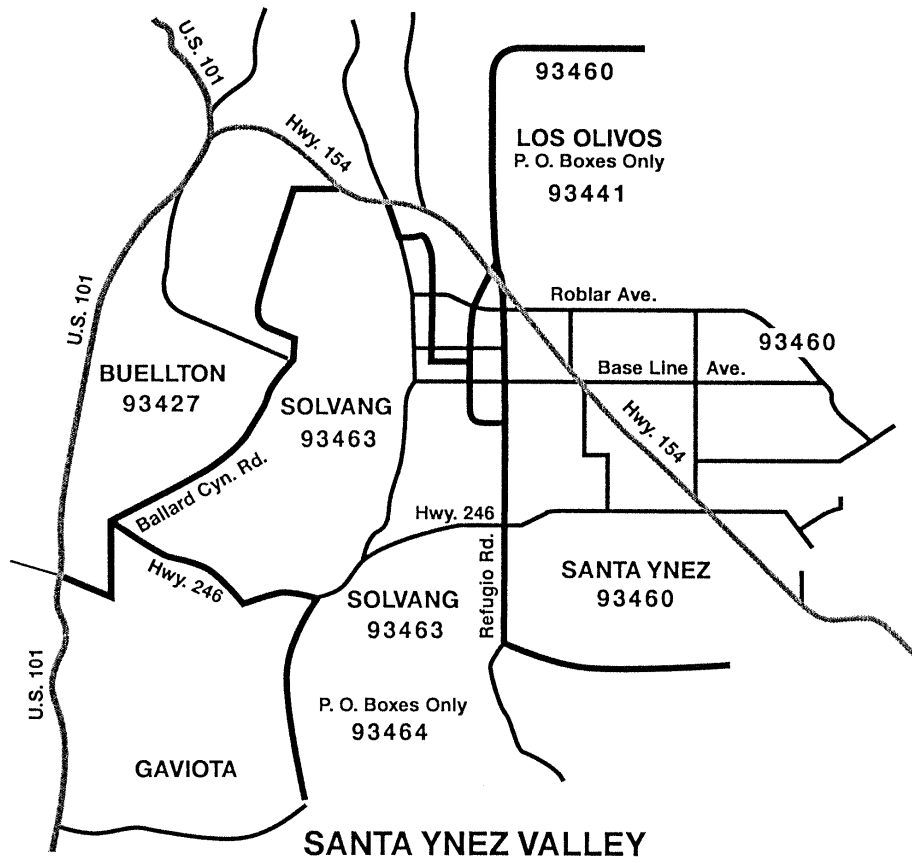 U.S. 101
93460
Hwy. 154
LOS OLIVOS
P. O. Boxes Only
93441
U.S. 101
Roblar Ave.
93460
BUELLTON
93427
Base Line Ave.
SOLVANG
93463
Hwy. 154
Ballard Cyn. Rd.
Hwy. 246
Hwy. 246
Refugio Rd.
SANTA YNEZ
93460
SOLVANG
93463
U.S. 101
P. O. Boxes Only
93464
GAVIOTA
SANTA YNEZ VALLEY